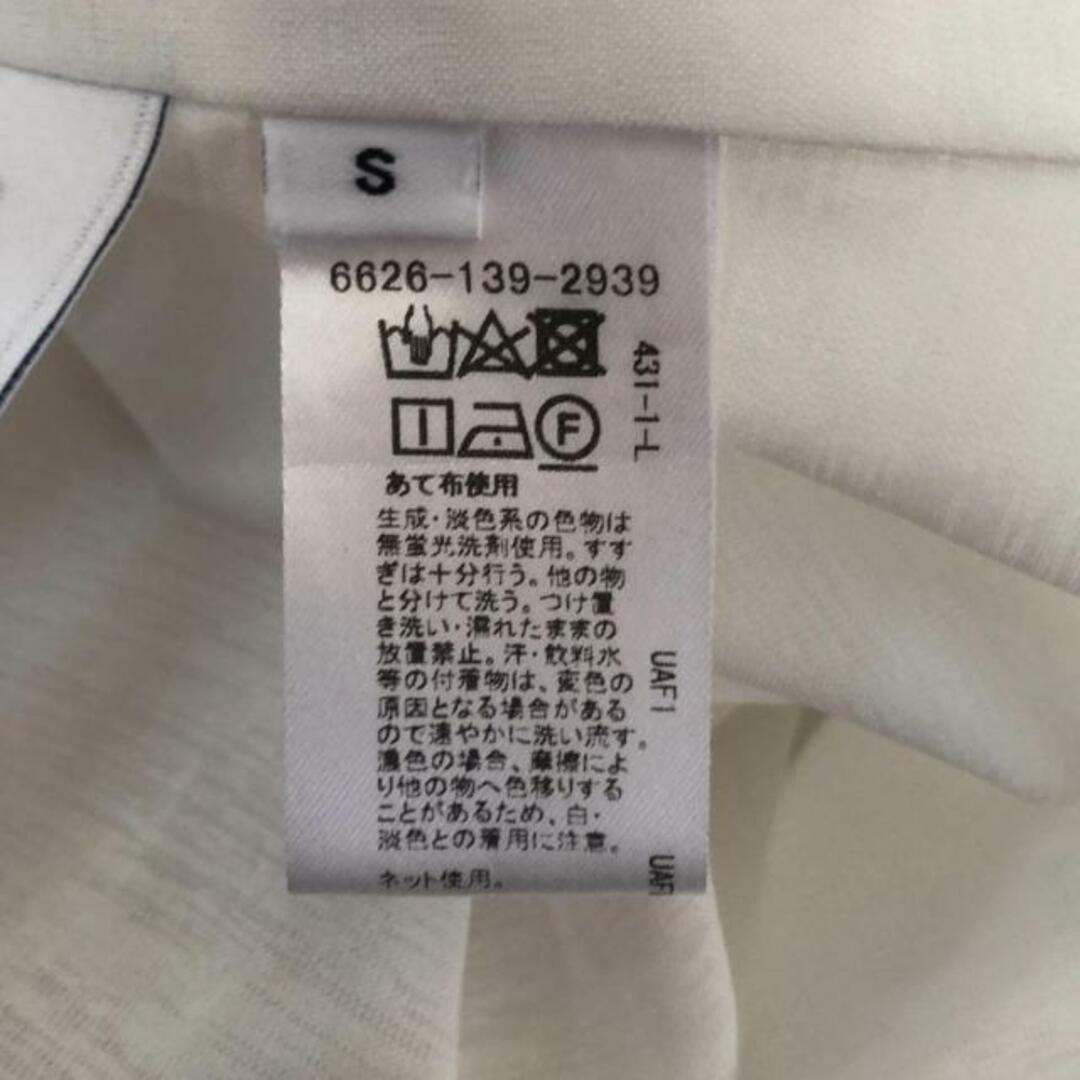 S
6626-139-2939
431-1-L
F
あて布使用
生成・淡色系の色物は
無蛍光洗剤使用。すす
ぎは十分行う。他の物
と分けて洗う。つけ置
き洗い・濡れたままの
放置禁止。汗・飲料水
等の付着物は、変色の
原因となる場合がある
ので速やかに洗い流す。
濃色の場合、摩擦によ
り他の物へ色移りする
ことがあるため、白・
淡色との着用に注意。
ネット使用。
UAF1
UAF